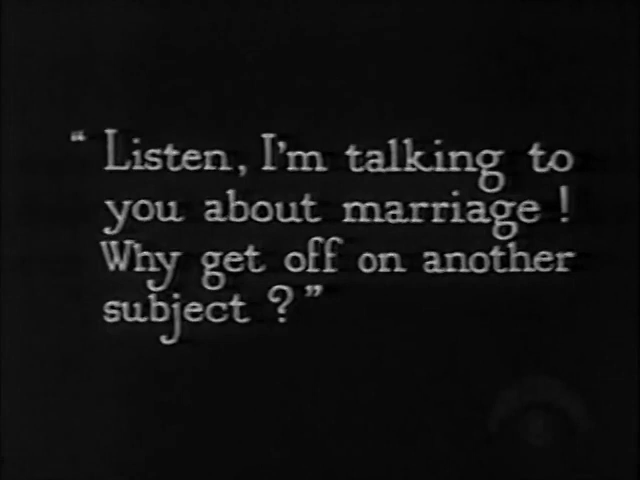 “ Listen, I'm talking to
you about marriage !
Why get off on another
subject ?”